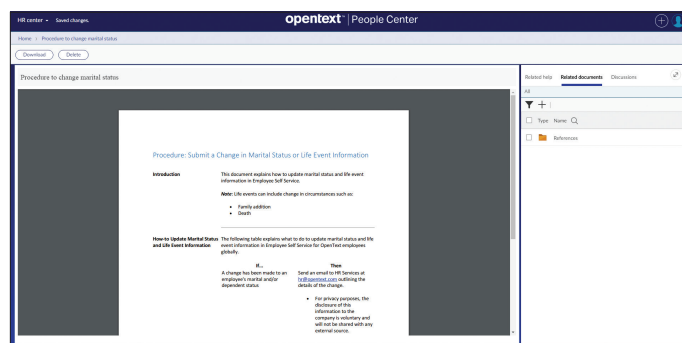 HR center Saved changes.
opentext™ | People Center
Home > Procedure to change marital status
Download Delete
Procedure to change marital status
Procedure: Submit a Change in Marital Status or Life Event Information
Introduction
This document explains how to update marital status and life event
information in Employee Self Service.
Note: Life events can include change in circumstances such as:
• Family addition
• Death
How-to Update Marital Status
and Life Event Information
The following table explains what to do to update marital status and life
event information in Employee Self Service for OpenText employees
globally.
If... Then
A change has been made to an
employee's marital and/or
dependent status
Send an email to HR Services at
hr@opentext.com outlining the
details of the change.
• For privacy purposes, the
disclosure of this
information to the
company is voluntary and
will not be shared with any
external source.
Related help Related documents Discussions
All
Type Name
References